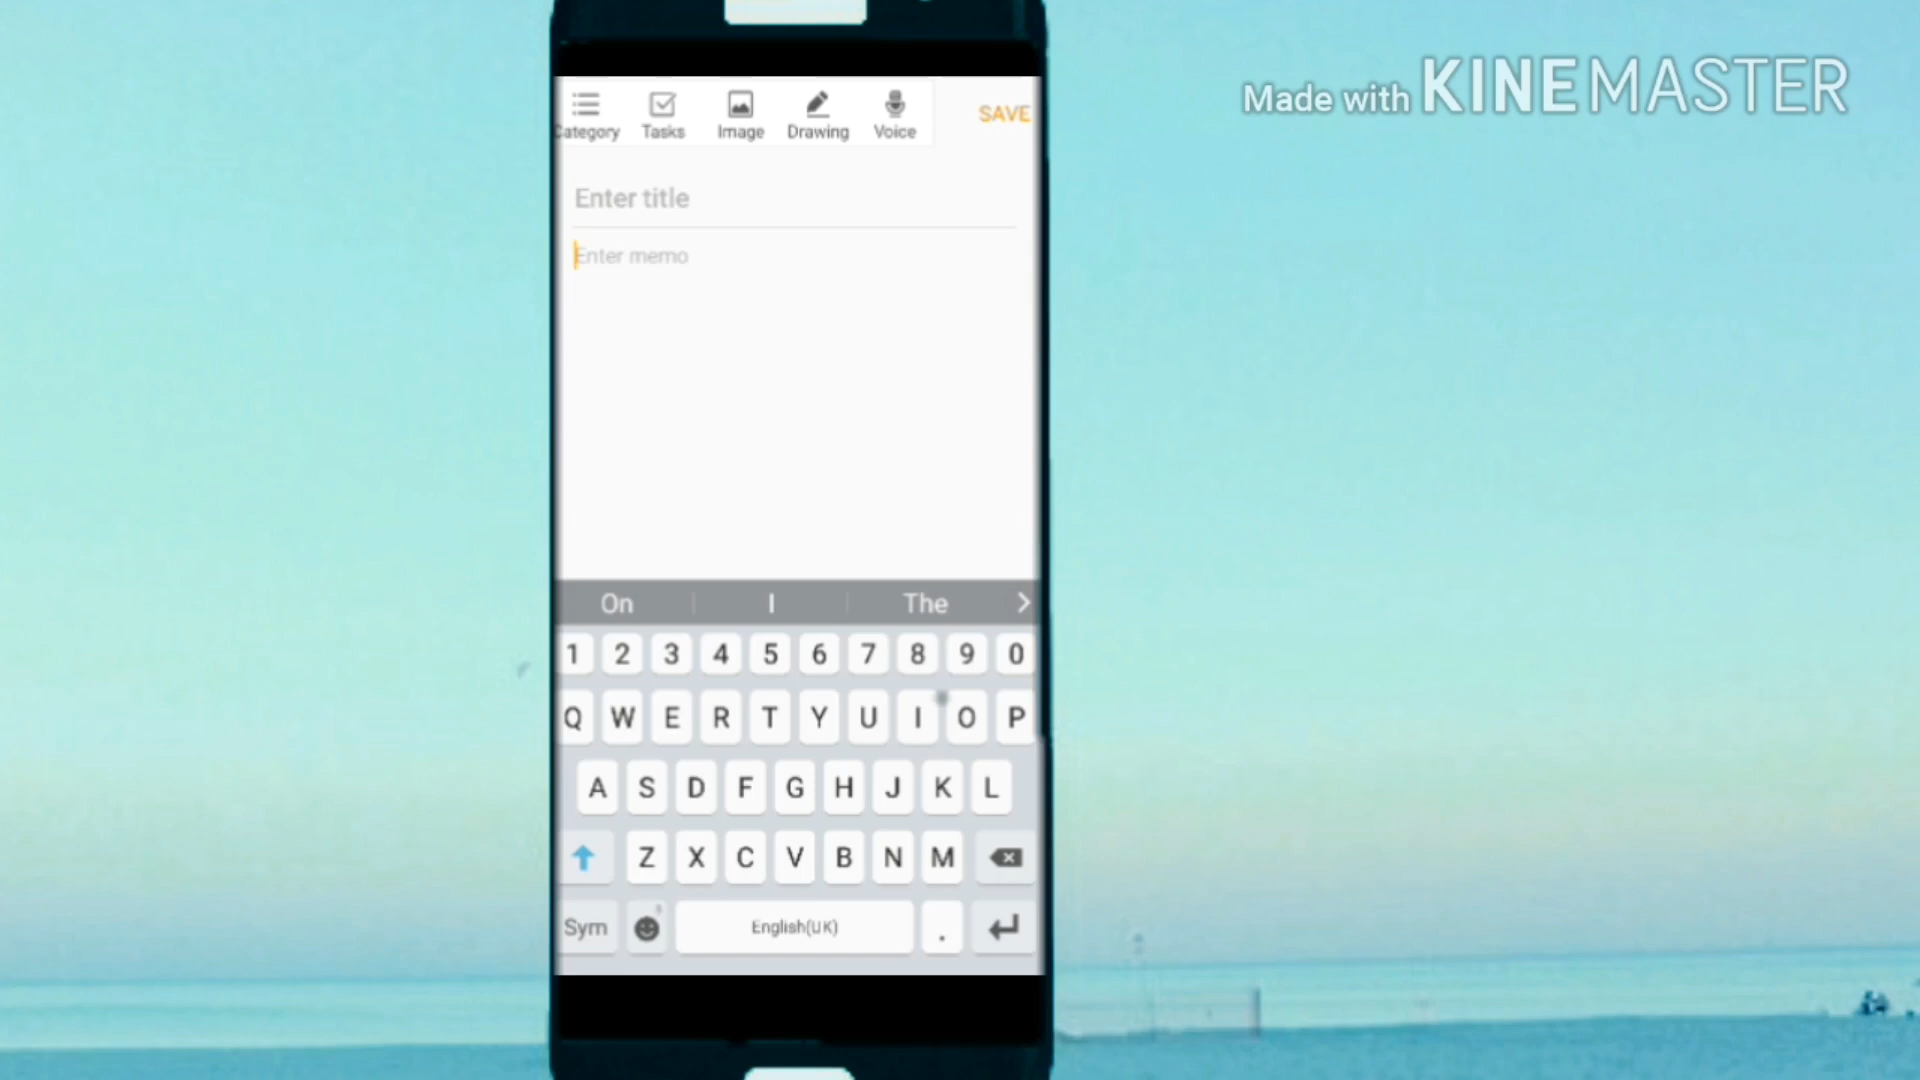 Made with KINEMASTER
Category Tasks Image Drawing Voice SAVE
Enter title
Enter memo
On I The
1 2 3 4 5 6 7 8 9 0
Q W E R T Y U I O P
A S D F G H J K L
Z X C V B N M
Sym English(UK) .